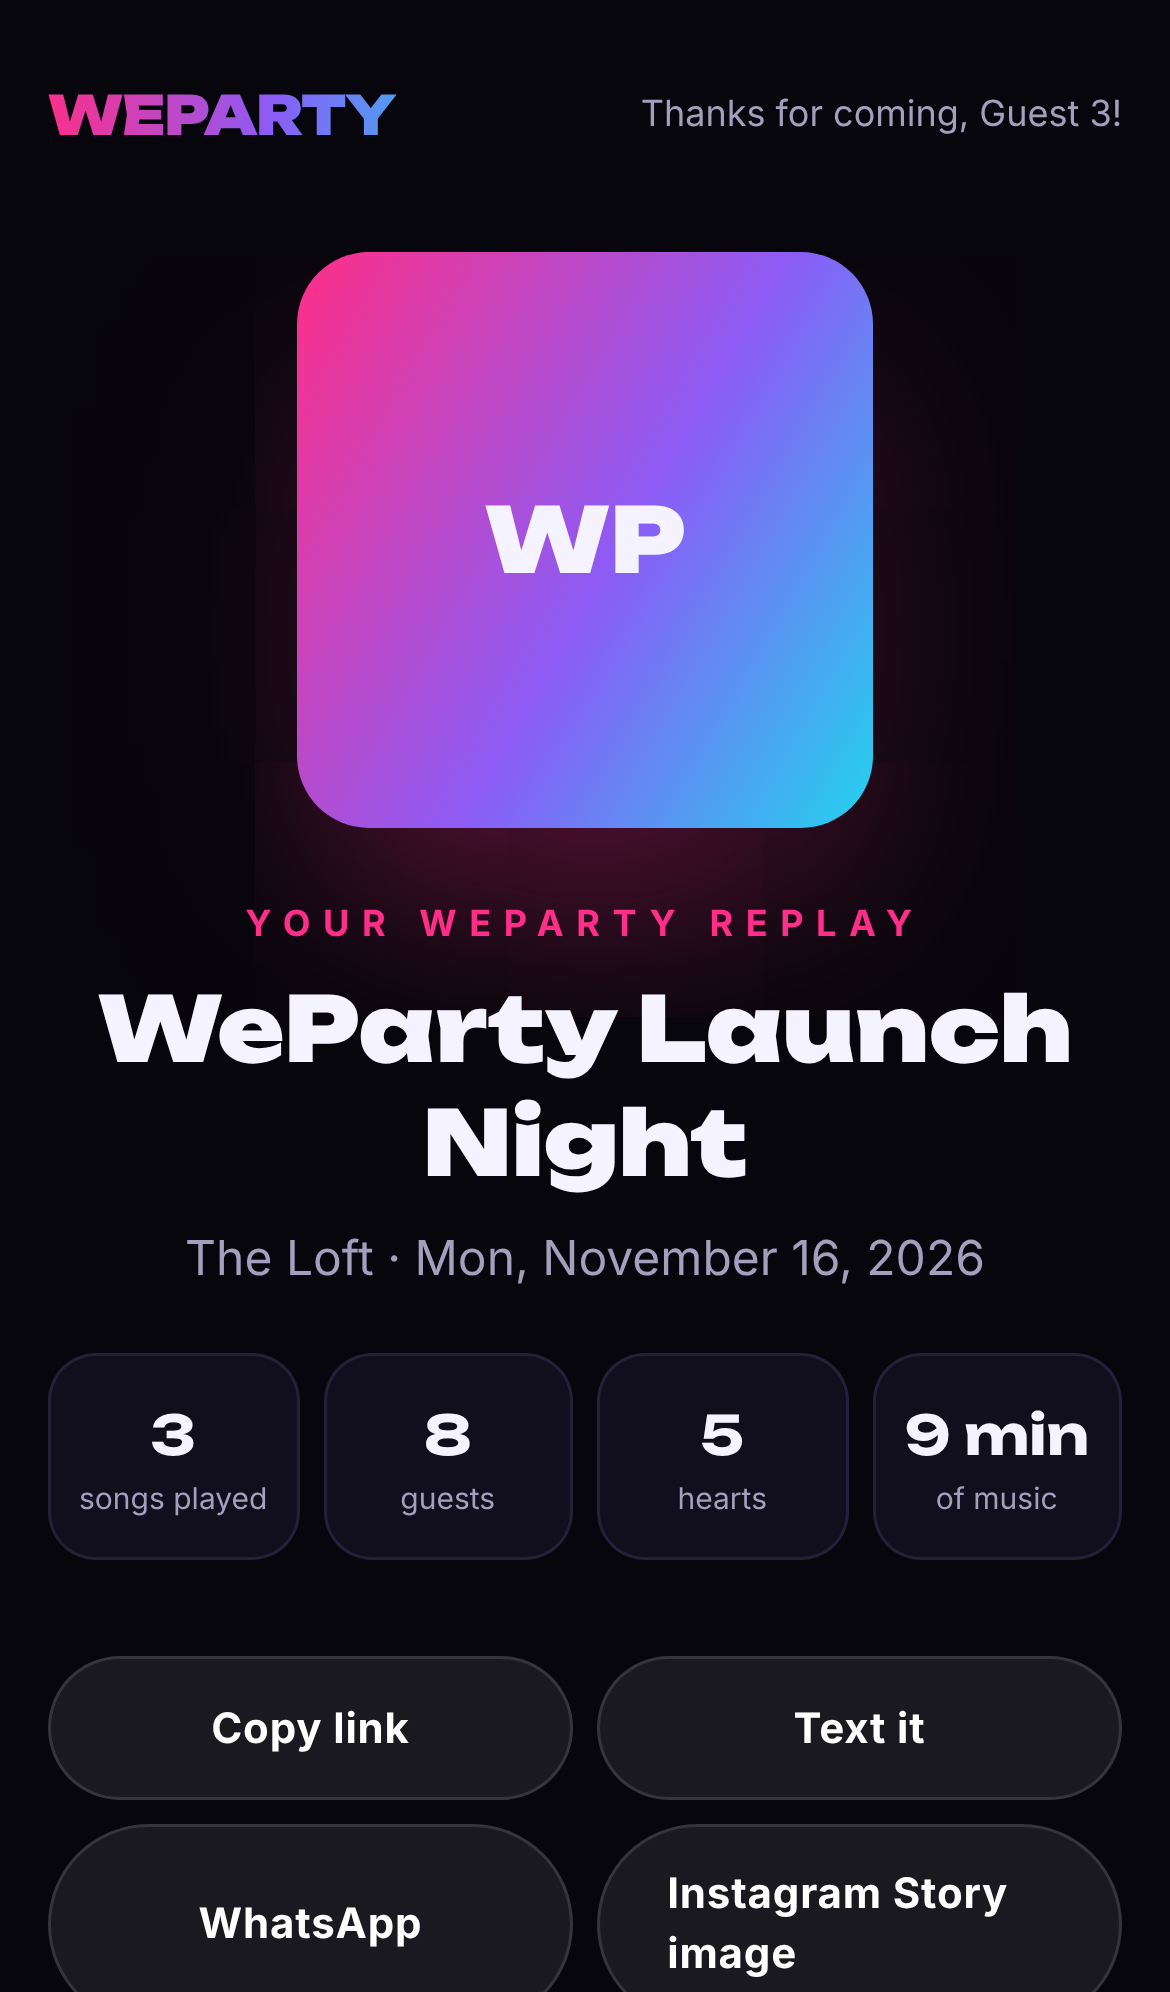 WEPARTY
Thanks for coming, Guest 3!
WP
YOUR WEPARTY REPLAY
WeParty Launch
Night
The Loft · Mon, November 16, 2026
3
songs played
8
guests
5
hearts
9 min
of music
Copy link
Text it
WhatsApp
Instagram Story
image